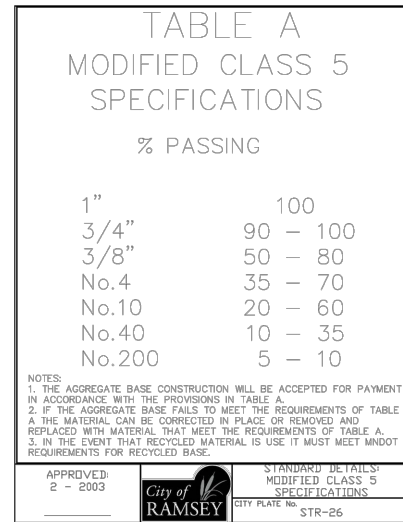 TABLE A
MODIFIED CLASS 5
SPECIFICATIONS
% PASSING
1" 100
3/4" 90 - 100
3/8" 50 - 80
No.4 35 - 70
No.10 20 - 60
No.40 10 - 35
No.200 5 - 10
NOTES:
1. THE AGGREGATE BASE CONSTRUCTION WILL BE ACCEPTED FOR PAYMENT
IN ACCORDANCE WITH THE PROVISIONS IN TABLE A.
2. IF THE AGGREGATE BASE FAILS TO MEET THE REQUIREMENTS OF TABLE
A THE MATERIAL CAN BE CORRECTED IN PLACE OR REMOVED AND
REPLACED WITH MATERIAL THAT MEET THE REQUIREMENTS OF TABLE A.
3. IN THE EVENT THAT RECYCLED MATERIAL IS USE IT MUST MEET MNDOT
REQUIREMENTS FOR RECYCLED BASE.
APPROVED:
2 - 2003
City of
RAMSEY
STANDARD DETAILS:
MODIFIED CLASS 5
SPECIFICATIONS
CITY PLATE No.
STR-26